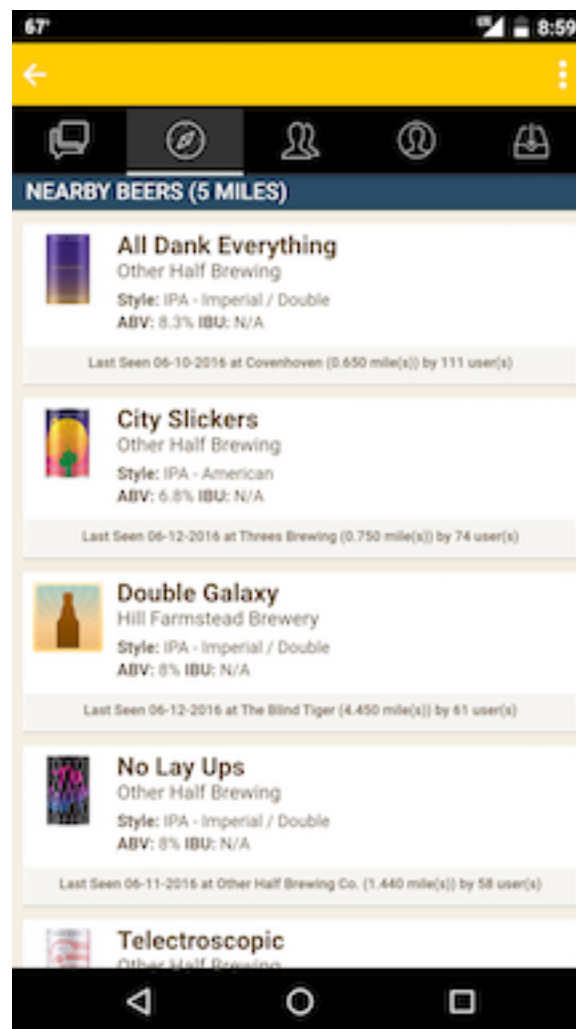 67°
8:59
NEARBY BEERS (5 MILES)
All Dank Everything
Other Half Brewing
Style: IPA - Imperial / Double
ABV: 8.3% IBU: N/A
Last Seen 06-10-2016 at Covenhoven (0.650 mile(s)) by 111 user(s)
City Slickers
Other Half Brewing
Style: IPA - American
ABV: 6.8% IBU: N/A
Last Seen 06-12-2016 at Threes Brewing (0.750 mile(s)) by 74 user(s)
Double Galaxy
Hill Farmstead Brewery
Style: IPA - Imperial / Double
ABV: 8% IBU: N/A
Last Seen 06-12-2016 at The Blind Tiger (4.450 mile(s)) by 61 user(s)
No Lay Ups
Other Half Brewing
Style: IPA - Imperial / Double
ABV: 8% IBU: N/A
Last Seen 06-11-2016 at Other Half Brewing Co. (1.440 mile(s)) by 58 user(s)
Telectroscopic
Other Half Brewing